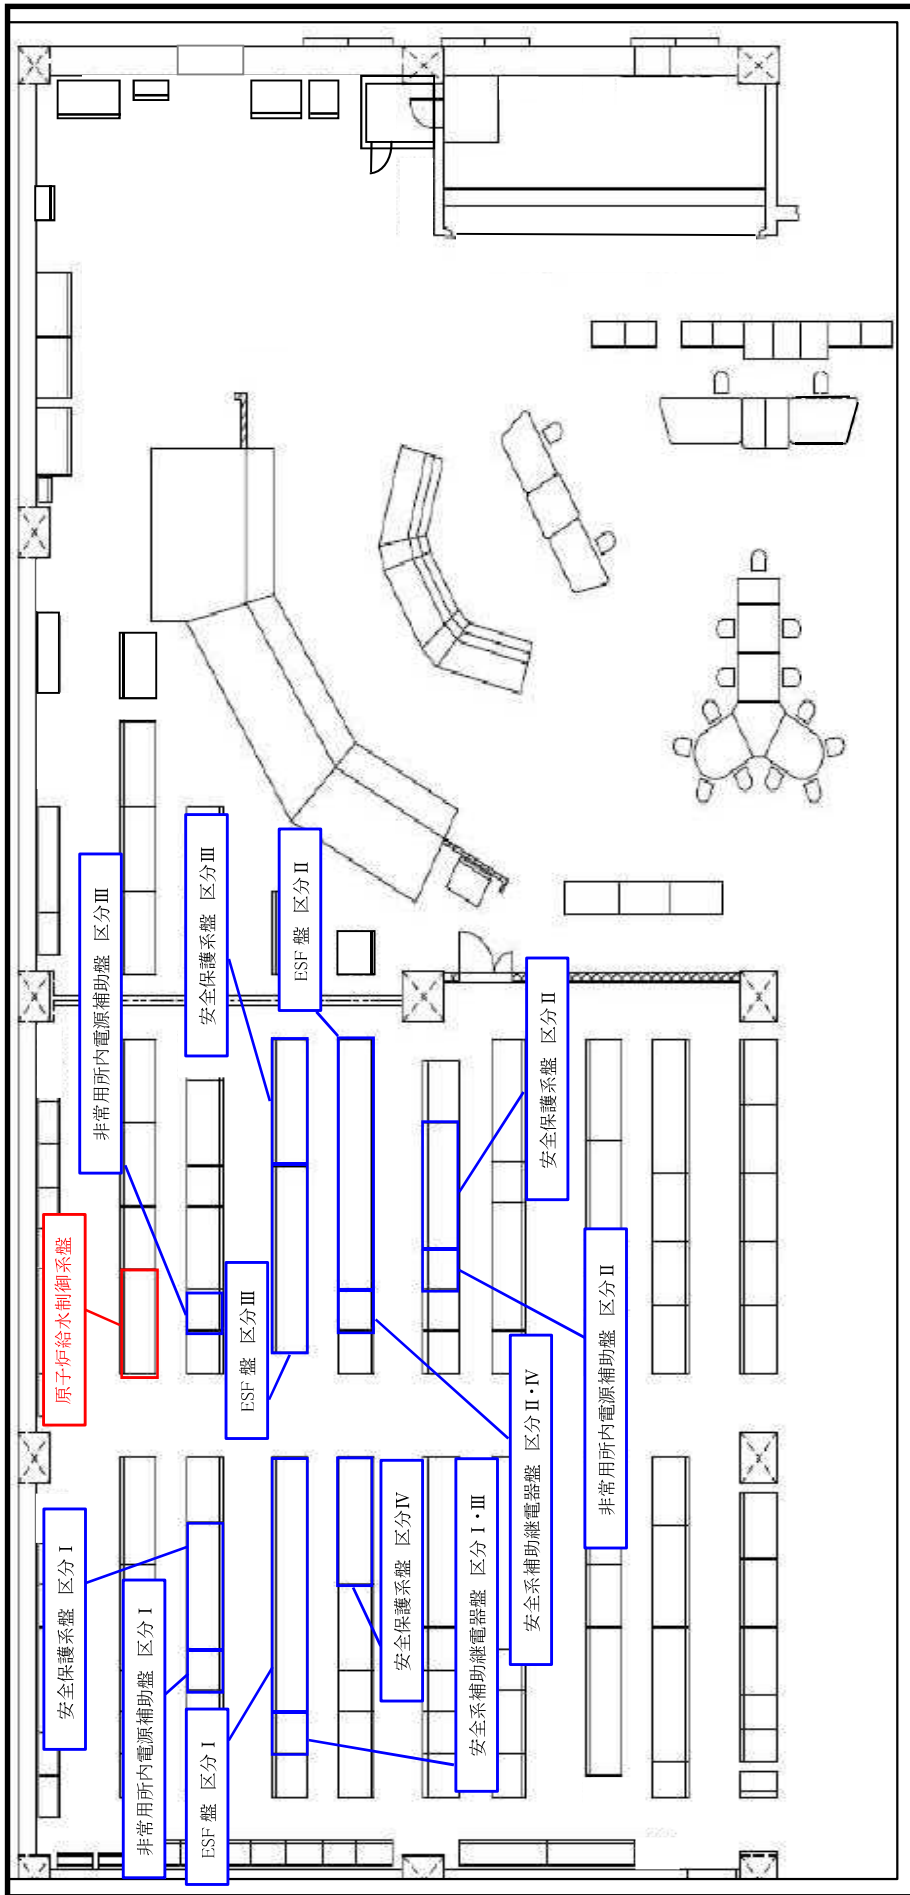 非常用所内電源補助盤 区分Ⅲ
安全保護系盤 区分Ⅲ
ESF 盤 区分Ⅱ
安全保護系盤 区分Ⅱ
原子炉給水制御系盤
ESF 盤 区分Ⅲ
非常用所内電源補助盤 区分Ⅱ
安全系補助継電器盤 区分Ⅱ・Ⅳ
安全保護系盤 区分Ⅰ
安全保護系盤 区分Ⅳ
安全系補助継電器盤 区分Ⅰ・Ⅲ
非常用所内電源補助盤 区分Ⅰ
ESF 盤 区分Ⅰ